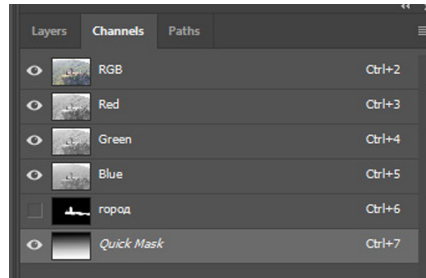 Layers Channels Paths
RGB Ctrl+2
Red Ctrl+3
Green Ctrl+4
Blue Ctrl+5
город Ctrl+6
Quick Mask Ctrl+7